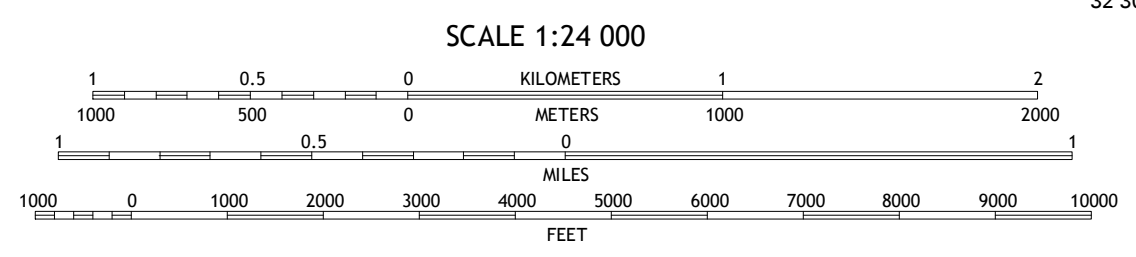 SCALE 1:24 000
1 0.5 0 KILOMETERS 1 2
1000 500 0 METERS 1000 2000
1 0.5 0 1
MILES
1000 0 1000 2000 3000 4000 5000 6000 7000 8000 9000 10000
FEET